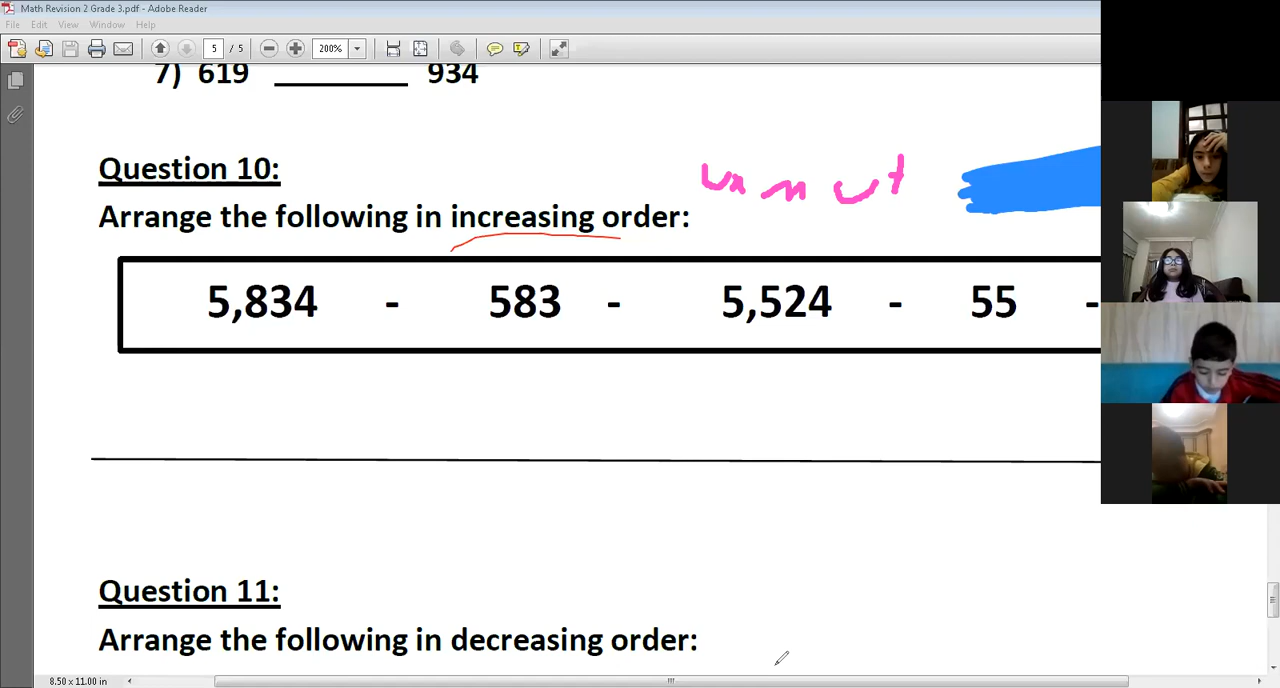 Math Revision 2 Grade 3.pdf - Adobe Reader
File Edit View Window Help
5 / 5 200%
7) 619 __________ 934
Question 10:
Arrange the following in increasing order:
5,834 - 583 - 5,524 - 55 -
Question 11:
Arrange the following in decreasing order:
8.50 x 11.00 in